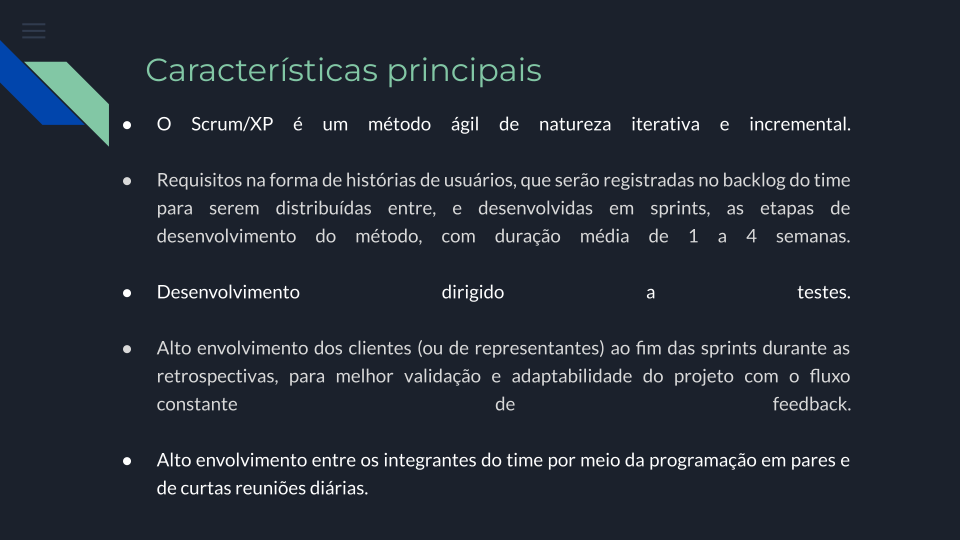 Características principais
● O Scrum/XP é um método ágil de natureza iterativa e incremental.
● Requisitos na forma de histórias de usuários, que serão registradas no backlog do time
para serem distribuídas entre, e desenvolvidas em sprints, as etapas de
desenvolvimento do método, com duração média de 1 a 4 semanas.
● Desenvolvimento dirigido a testes.
● Alto envolvimento dos clientes (ou de representantes) ao fim das sprints durante as
retrospectivas, para melhor validação e adaptabilidade do projeto com o fluxo
constante de feedback.
● Alto envolvimento entre os integrantes do time por meio da programação em pares e
de curtas reuniões diárias.